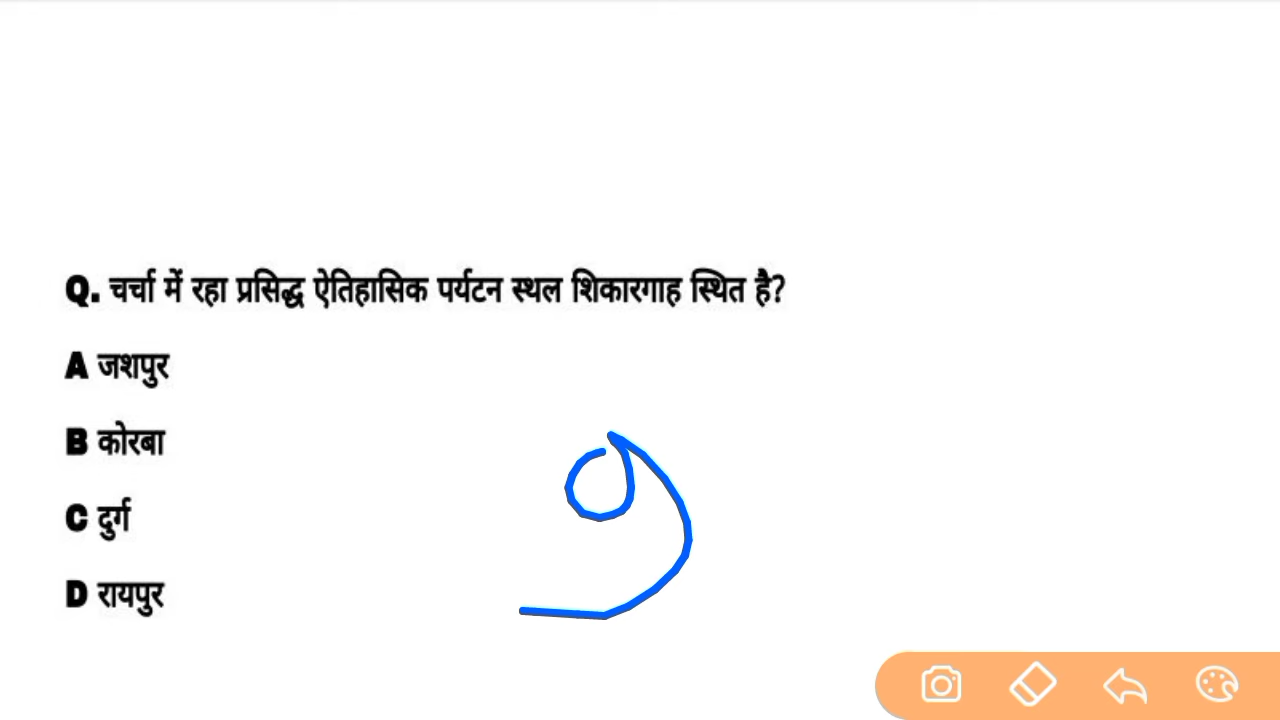 Q. चर्चा में रहा प्रसिद्ध ऐतिहासिक पर्यटन स्थल शिकारगाह स्थित है?
A जशपुर
B कोरबा
C दुर्ग
D रायपुर